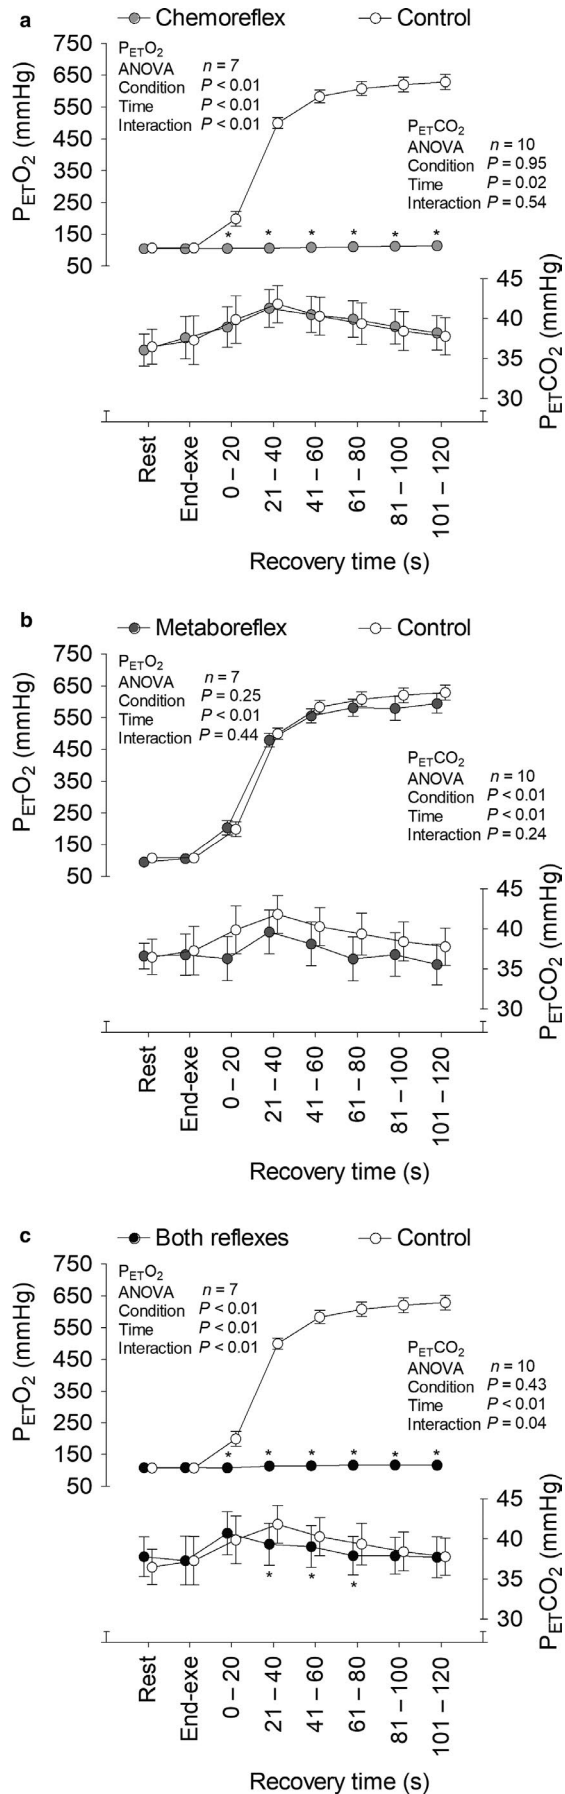 a
Chemoreflex Control
750
650
550
450
350
250
150
50
PETO2 (mmHg)
PETO2
ANOVA n = 7
Condition P < 0.01
Time P < 0.01
Interaction P < 0.01
PETCO2
ANOVA n = 10
Condition P = 0.95
Time P = 0.02
Interaction P = 0.54
* * * * * *
45
40
35
30
PETCO2 (mmHg)
Rest
End-exe
0 – 20
21 – 40
41 – 60
61 – 80
81 – 100
101 – 120
Recovery time (s)
b
Metaboreflex Control
750
650
550
450
350
250
150
50
PETO2 (mmHg)
PETO2
ANOVA n = 7
Condition P = 0.25
Time P < 0.01
Interaction P = 0.44
PETCO2
ANOVA n = 10
Condition P < 0.01
Time P < 0.01
Interaction P = 0.24
45
40
35
30
PETCO2 (mmHg)
Rest
End-exe
0 – 20
21 – 40
41 – 60
61 – 80
81 – 100
101 – 120
Recovery time (s)
c
Both reflexes Control
750
650
550
450
350
250
150
50
PETO2 (mmHg)
PETO2
ANOVA n = 7
Condition P < 0.01
Time P < 0.01
Interaction P < 0.01
PETCO2
ANOVA n = 10
Condition P = 0.43
Time P < 0.01
Interaction P = 0.04
* * * * * *
45
40
35
30
PETCO2 (mmHg)
* * *
Rest
End-exe
0 – 20
21 – 40
41 – 60
61 – 80
81 – 100
101 – 120
Recovery time (s)